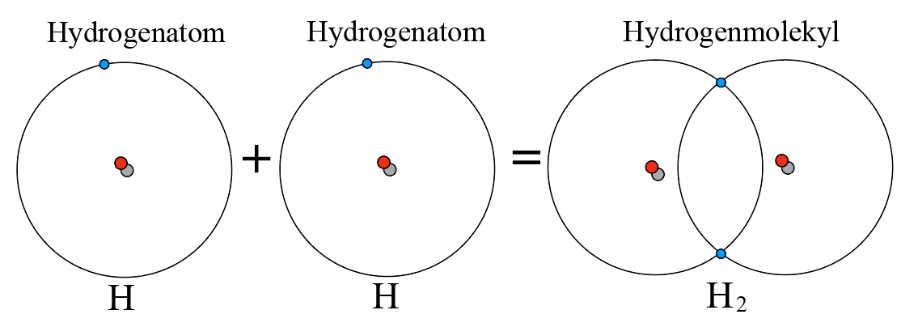 Hydrogenatom
Hydrogenatom
Hydrogenmolekyl
+
=
H
H
H₂